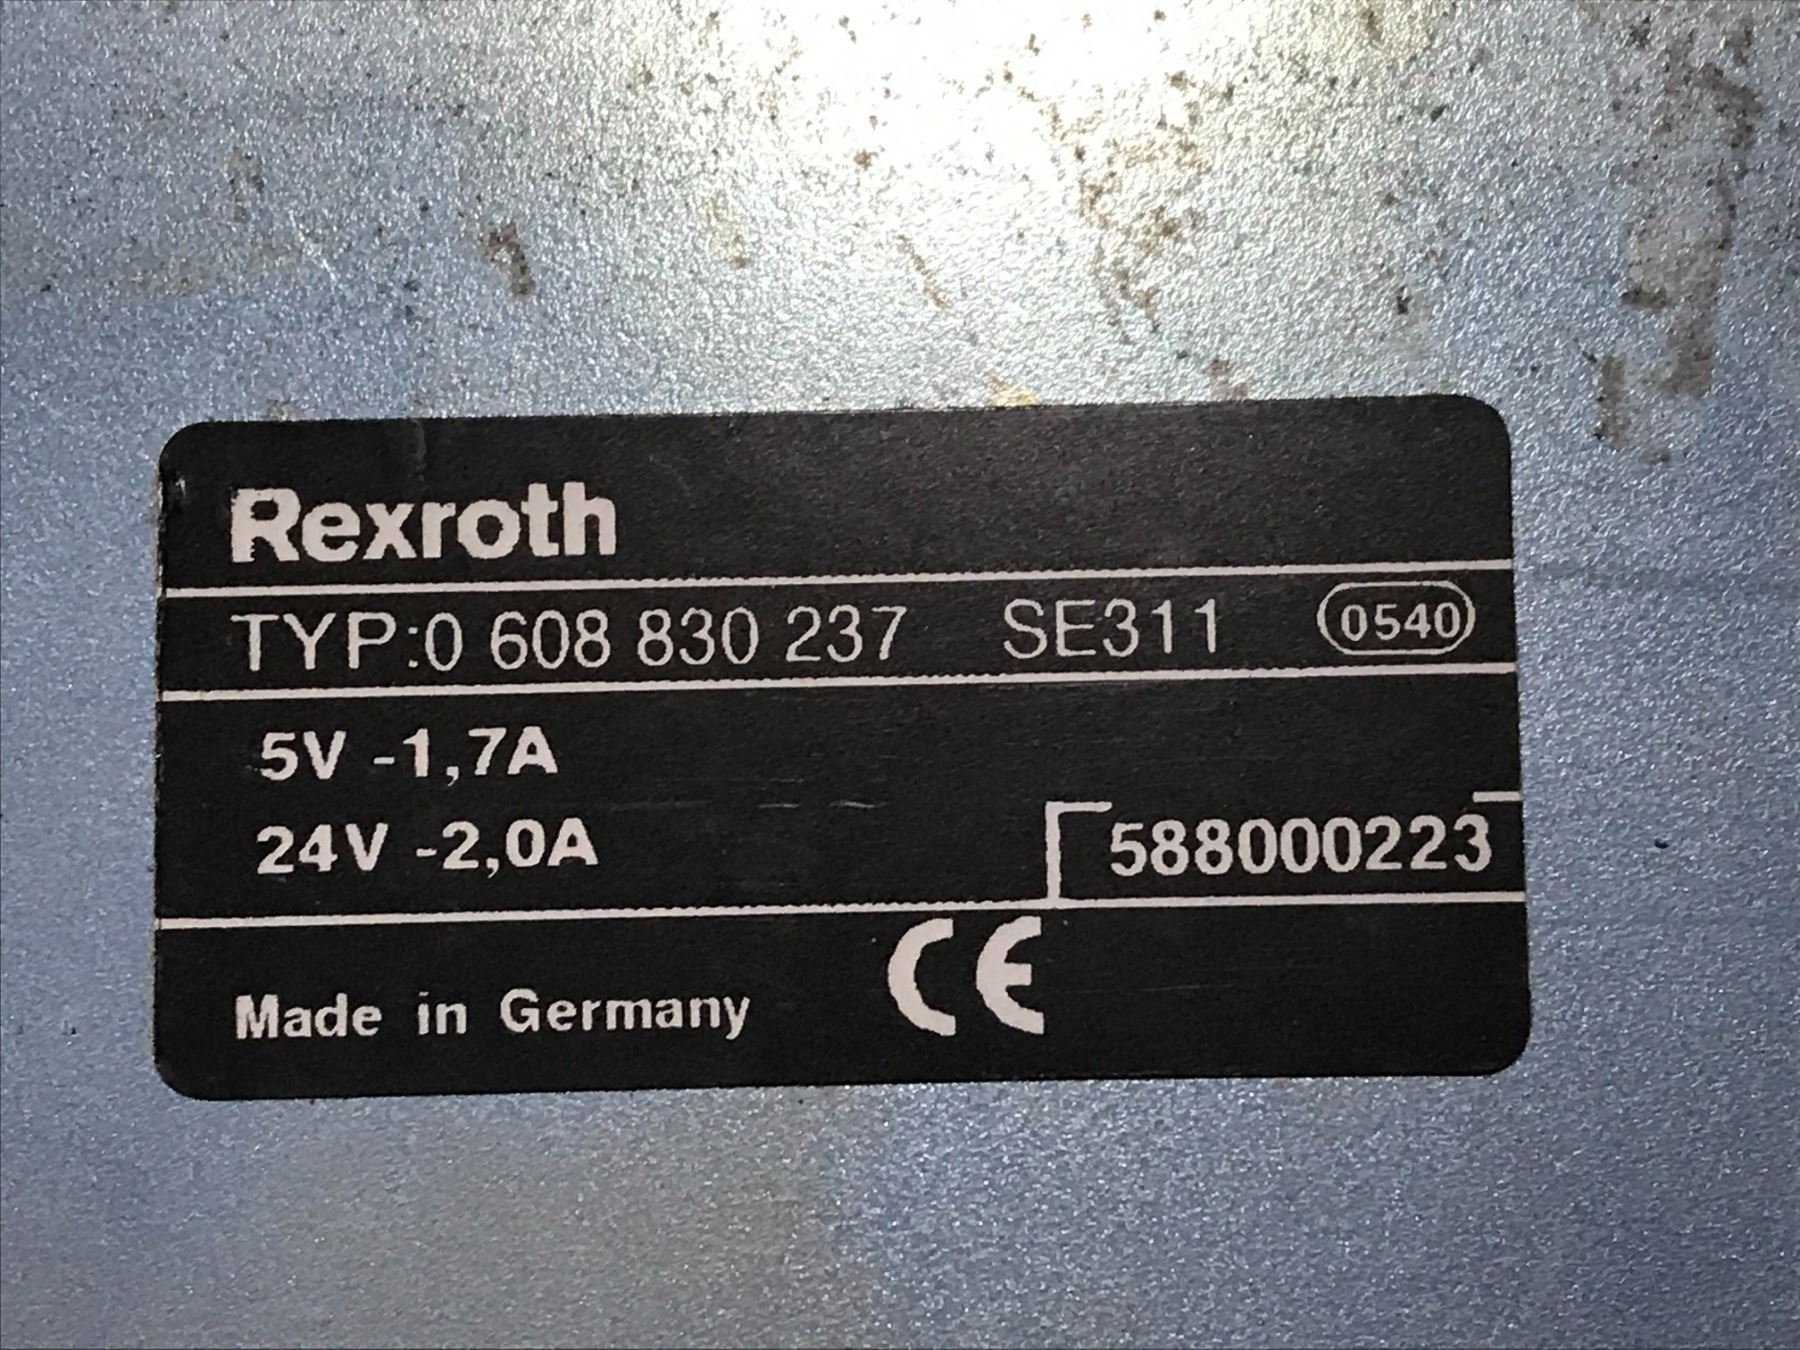 Rexroth
TYP:0 608 830 237 SE311 0540
5V -1,7A
24V -2,0A
588000223
Made in Germany CE